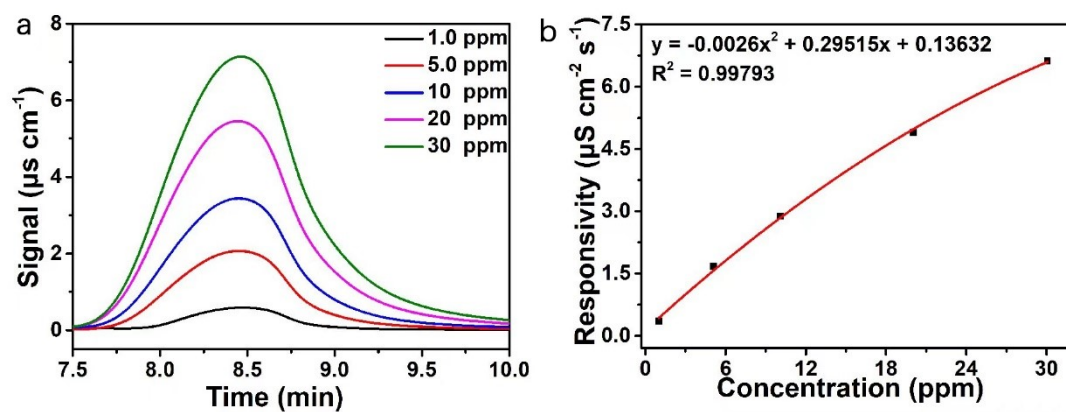 a
8
6
4
2
0
Signal (µs cm⁻¹)
1.0 ppm
5.0 ppm
10 ppm
20 ppm
30 ppm
7.5 8.0 8.5 9.0 9.5 10.0
Time (min)
b
7.5
6.0
4.5
3.0
1.5
0.0
Responsivity (µS cm⁻² s⁻¹)
y = -0.0026x² + 0.29515x + 0.13632
R² = 0.99793
0 6 12 18 24 30
Concentration (ppm)